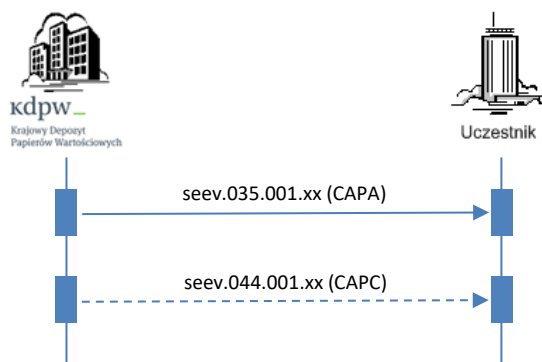 kdpw_
Krajowy Depozyt
Papierów Wartościowych
Uczestnik
seev.035.001.xx (CAPA)
seev.044.001.xx (CAPC)